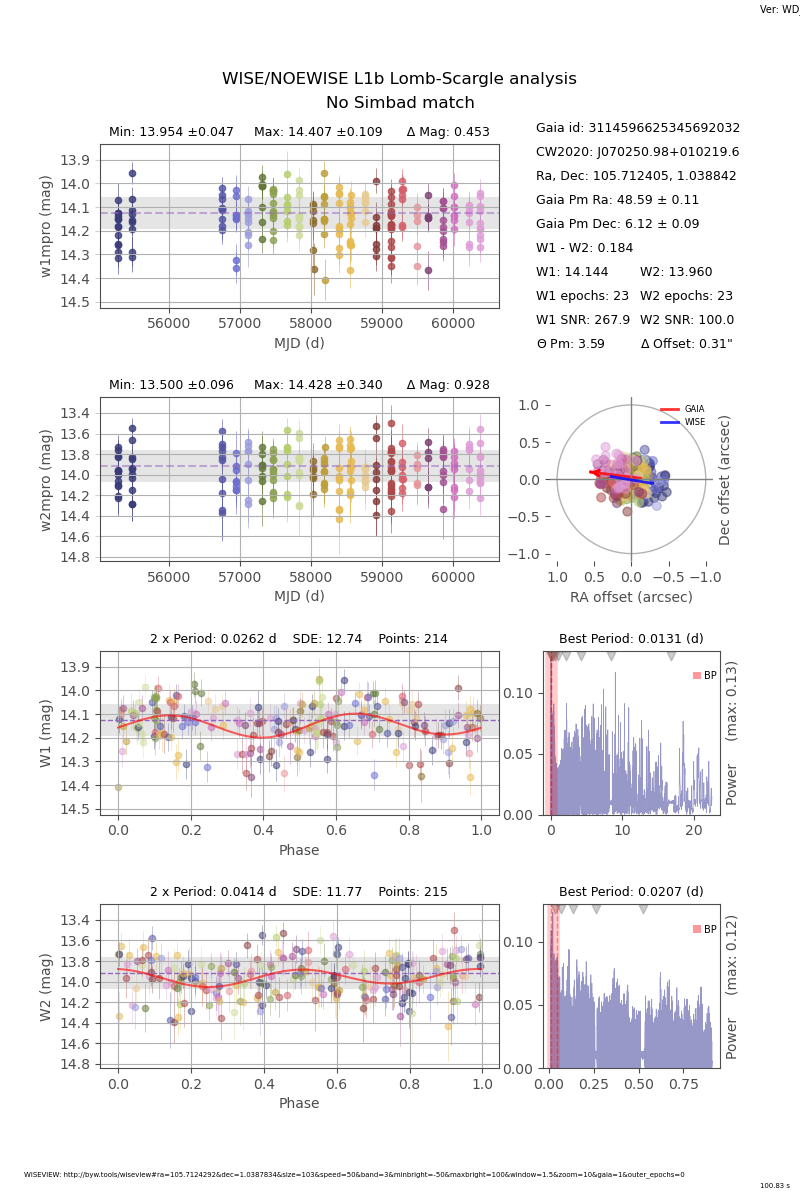 Ver: WD_
WISE/NOEWISE L1b Lomb-Scargle analysis
No Simbad match
Min: 13.954 ±0.047 Max: 14.407 ±0.109 Δ Mag: 0.453
13.9
14.0
14.1
14.2
14.3
14.4
14.5
w1mpro (mag)
56000 57000 58000 59000 60000
MJD (d)
Gaia id: 3114596625345692032
CW2020: J070250.98+010219.6
Ra, Dec: 105.712405, 1.038842
Gaia Pm Ra: 48.59 ± 0.11
Gaia Pm Dec: 6.12 ± 0.09
W1 - W2: 0.184
W1: 14.144 W2: 13.960
W1 epochs: 23 W2 epochs: 23
W1 SNR: 267.9 W2 SNR: 100.0
Θ Pm: 3.59 Δ Offset: 0.31"
Min: 13.500 ±0.096 Max: 14.428 ±0.340 Δ Mag: 0.928
13.4
13.6
13.8
14.0
14.2
14.4
14.6
14.8
w2mpro (mag)
56000 57000 58000 59000 60000
MJD (d)
1.0
0.5
0.0
−0.5
−1.0
GAIA
WISE
Dec offset (arcsec)
1.0 0.5 0.0 −0.5 −1.0
RA offset (arcsec)
2 x Period: 0.0262 d SDE: 12.74 Points: 214
13.9
14.0
14.1
14.2
14.3
14.4
14.5
W1 (mag)
0.0 0.2 0.4 0.6 0.8 1.0
Phase
Best Period: 0.0131 (d)
0.10
0.05
0.00
BP
Power (max: 0.13)
0 10 20
2 x Period: 0.0414 d SDE: 11.77 Points: 215
13.4
13.6
13.8
14.0
14.2
14.4
14.6
14.8
W2 (mag)
0.0 0.2 0.4 0.6 0.8 1.0
Phase
Best Period: 0.0207 (d)
0.10
0.05
0.00
BP
Power (max: 0.12)
0.00 0.25 0.50 0.75
WISEVIEW: http://byw.tools/wiseview#ra=105.7124292&dec=1.0387834&size=103&speed=50&band=3&minbright=-50&maxbright=100&window=1.5&zoom=10&gaia=1&outer_epochs=0
100.83 s